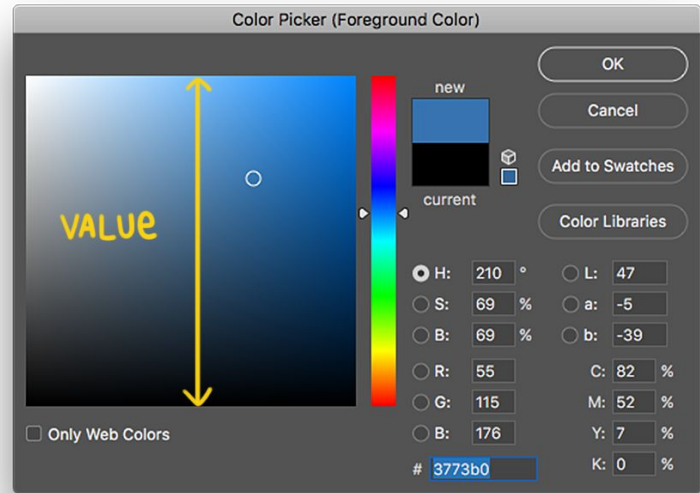 Color Picker (Foreground Color)
VALUe
Only Web Colors
new
current
OK
Cancel
Add to Swatches
Color Libraries
H: 210 °
S: 69 %
B: 69 %
R: 55
G: 115
B: 176
# 3773b0
L: 47
a: -5
b: -39
C: 82 %
M: 52 %
Y: 7 %
K: 0 %